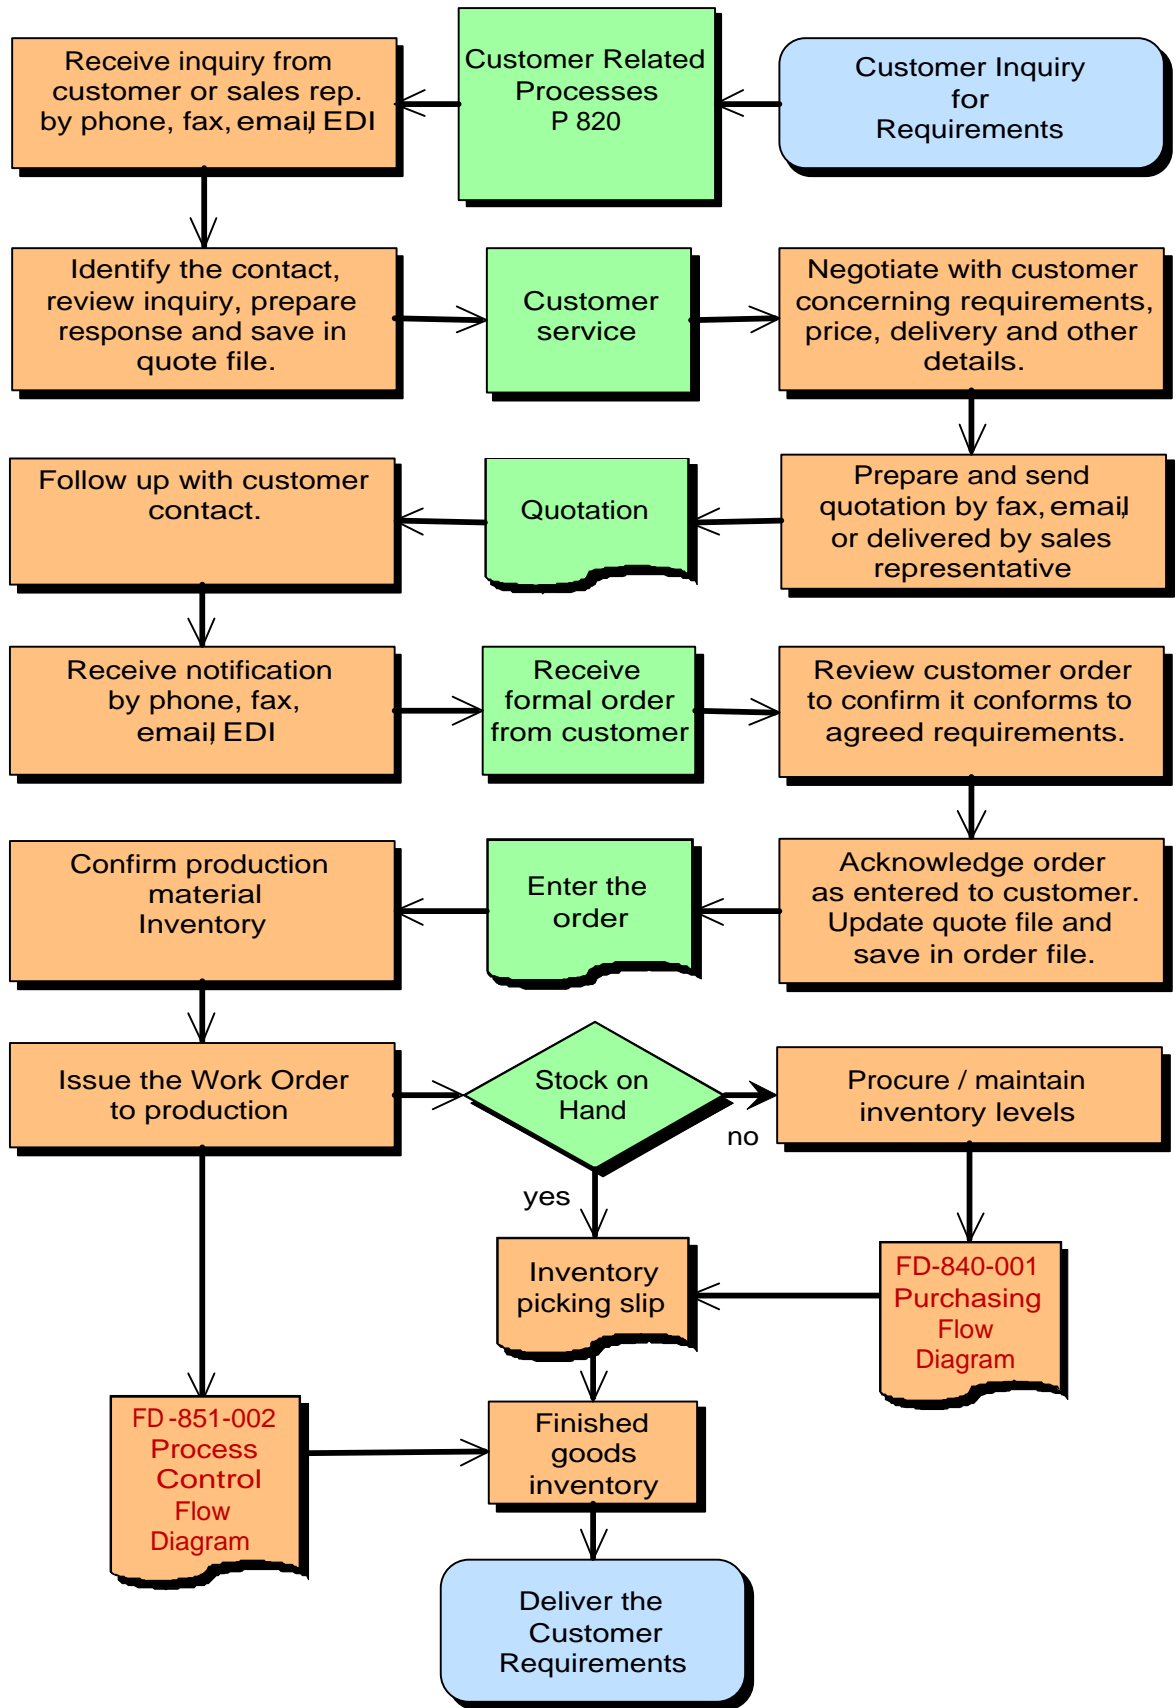 Receive inquiry from
customer or sales rep.
by phone, fax, email, EDI
Customer Related
Processes
P 820
Customer Inquiry
for
Requirements
Identify the contact,
review inquiry, prepare
response and save in
quote file.
Customer
service
Negotiate with customer
concerning requirements,
price, delivery and other
details.
Follow up with customer
contact.
Quotation
Prepare and send
quotation by fax, email,
or delivered by sales
representative
Receive notification
by phone, fax,
email, EDI
Receive
formal order
from customer
Review customer order
to confirm it conforms to
agreed requirements.
Confirm production
material
Inventory
Enter the
order
Acknowledge order
as entered to customer.
Update quote file and
save in order file.
Issue the Work Order
to production
Stock on
Hand
no
Procure / maintain
inventory levels
yes
Inventory
picking slip
FD-840-001
Purchasing
Flow
Diagram
FD-851-002
Process
Control
Flow
Diagram
Finished
goods
inventory
Deliver the
Customer
Requirements